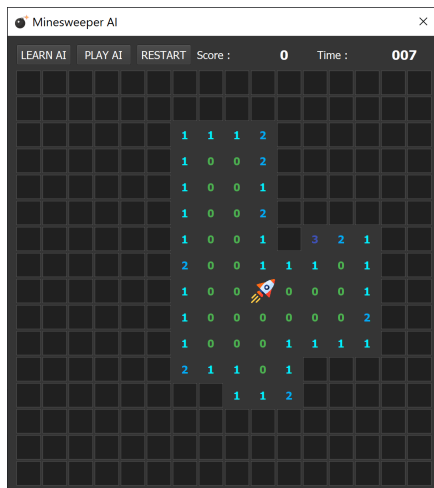 Minesweeper AI
LEARN AI PLAY AI RESTART Score : 0 Time : 007
1 1 1 2
1 0 0 2
1 0 0 1
1 0 0 2
1 0 0 1 3 2 1
2 0 0 1 1 1 0 1
1 0 0 0 0 0 1
1 0 0 0 0 0 0 2
1 0 0 0 1 1 1 1
2 1 1 0 1
1 1 2